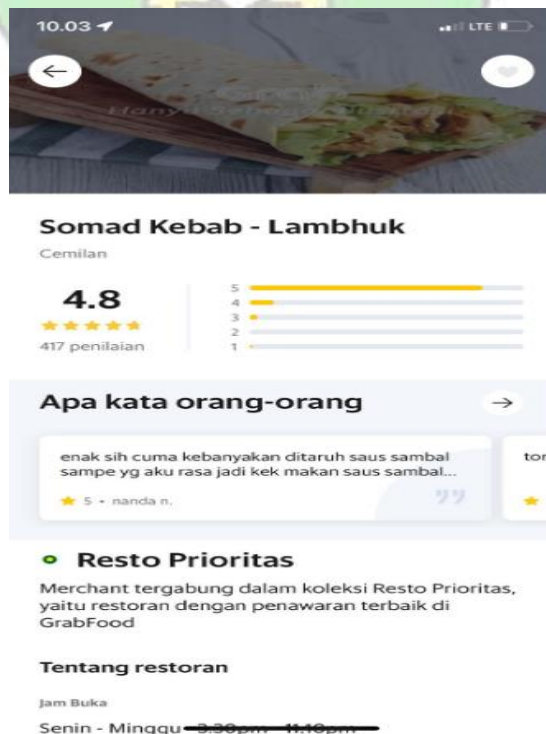 10.03
LTE
Somad Kebab - Lambhuk
Cemilan
4.8
417 penilaian
5
4
3
2
1
Apa kata orang-orang
enak sih cuma kebanyakan ditaruh saus sambal
sampe yg aku rasa jadi kek makan saus sambal...
5 • nanda n.
Resto Prioritas
Merchant tergabung dalam koleksi Resto Prioritas,
yaitu restoran dengan penawaran terbaik di
GrabFood
Tentang restoran
Jam Buka
Senin - Minggu